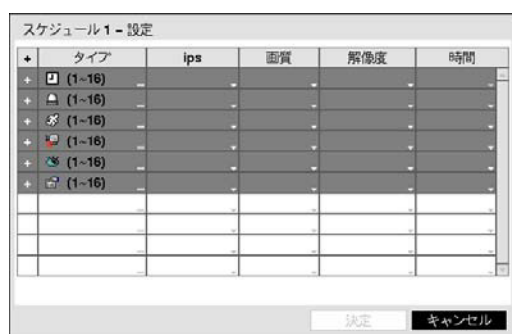 スケジュール 1 – 設定
+ タイプ ips 画質 解像度 時間
+ (1~16)
+ (1~16)
+ (1~16)
+ (1~16)
+ (1~16)
+ (1~16)
決定 キャンセル